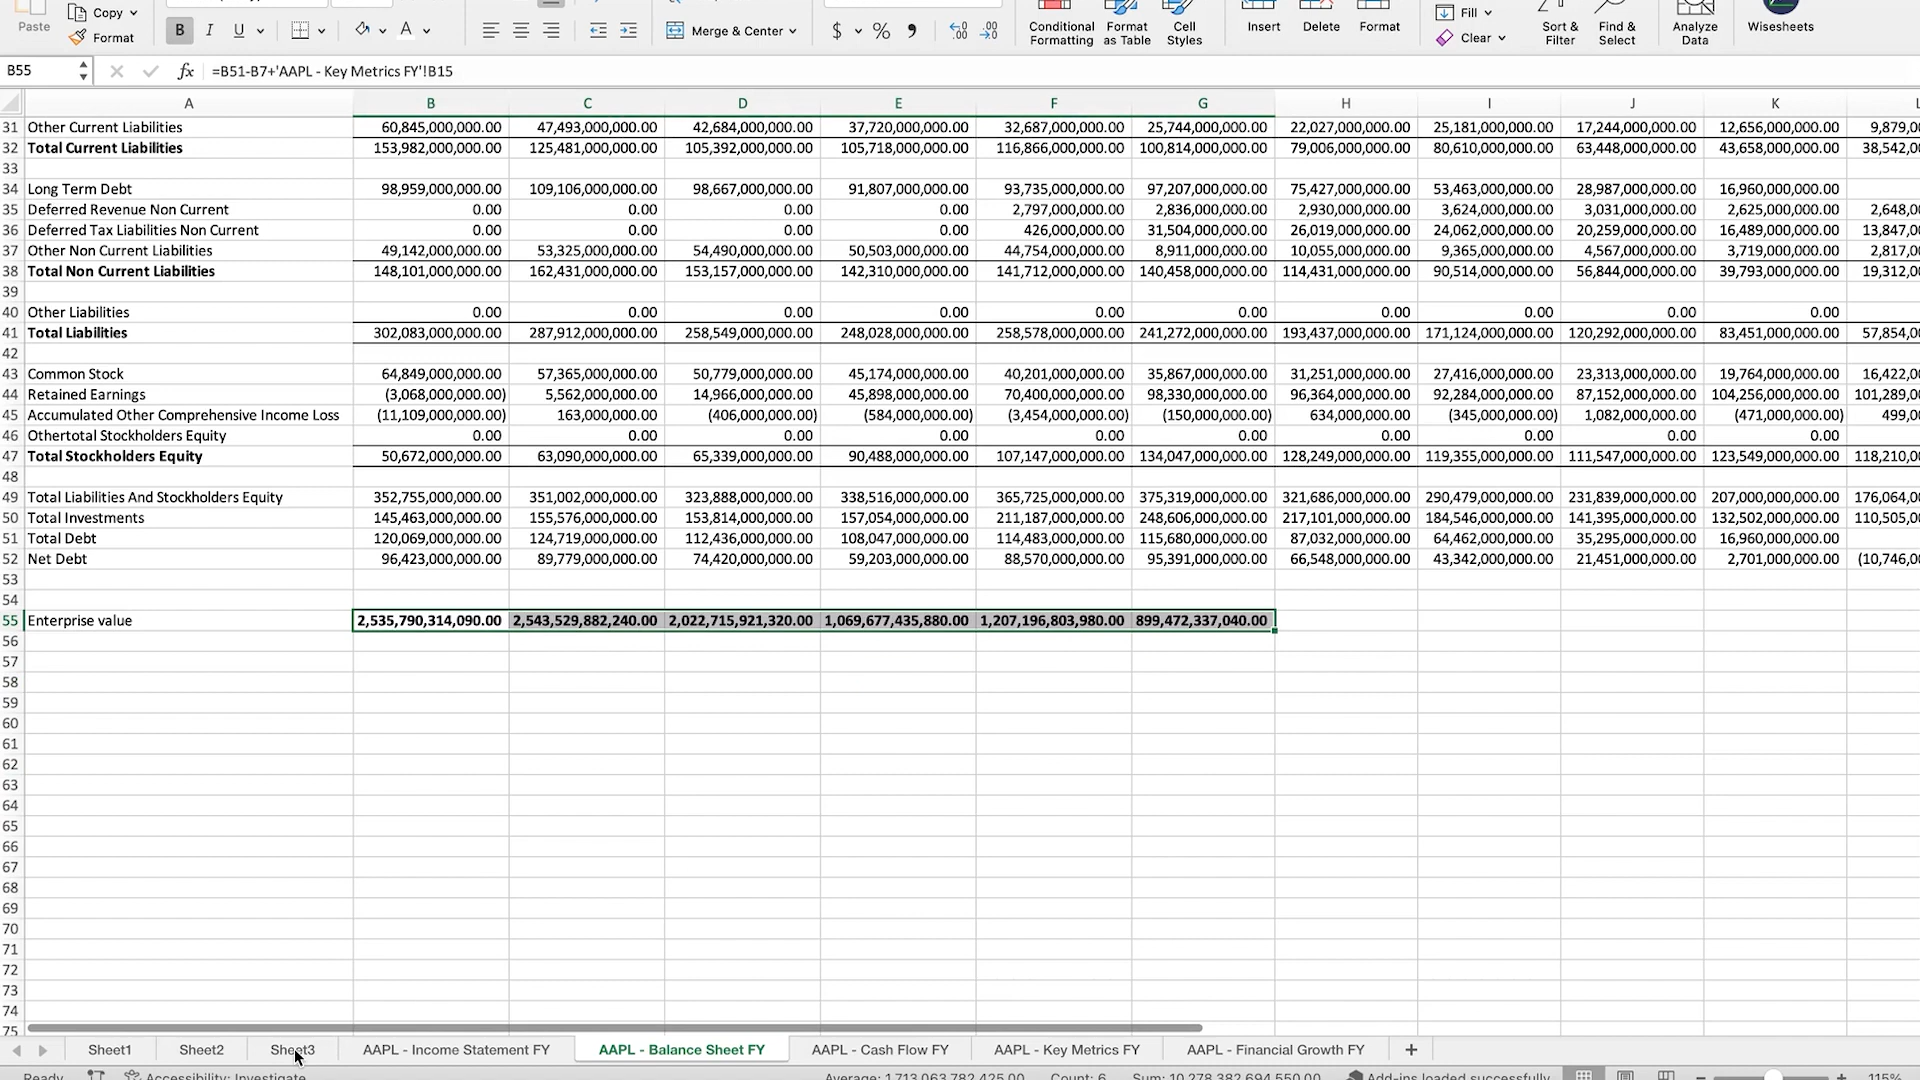 Paste Copy Merge & Center $ % Conditional Format Cell Insert Delete Format Fill Sort & Find & Analyze Wisesheets
Format B I U A Formatting as Table Styles Clear Filter Select Data
B55 fx =B51-B7+'AAPL - Key Metrics FY'!B15
A B C D E F G H I J K L
31 Other Current Liabilities 60,845,000,000.00 47,493,000,000.00 42,684,000,000.00 37,720,000,000.00 32,687,000,000.00 25,744,000,000.00 22,027,000,000.00 25,181,000,000.00 17,244,000,000.00 12,656,000,000.00 9,879,0
32 Total Current Liabilities 153,982,000,000.00 125,481,000,000.00 105,392,000,000.00 105,718,000,000.00 116,866,000,000.00 100,814,000,000.00 79,006,000,000.00 80,610,000,000.00 63,448,000,000.00 43,658,000,000.00 38,542,0
33
34 Long Term Debt 98,959,000,000.00 109,106,000,000.00 98,667,000,000.00 91,807,000,000.00 93,735,000,000.00 97,207,000,000.00 75,427,000,000.00 53,463,000,000.00 28,987,000,000.00 16,960,000,000.00
35 Deferred Revenue Non Current 0.00 0.00 0.00 0.00 2,797,000,000.00 2,836,000,000.00 2,930,000,000.00 3,624,000,000.00 3,031,000,000.00 2,625,000,000.00 2,648,0
36 Deferred Tax Liabilities Non Current 0.00 0.00 0.00 0.00 426,000,000.00 31,504,000,000.00 26,019,000,000.00 24,062,000,000.00 20,259,000,000.00 16,489,000,000.00 13,847,0
37 Other Non Current Liabilities 49,142,000,000.00 53,325,000,000.00 54,490,000,000.00 50,503,000,000.00 44,754,000,000.00 8,911,000,000.00 10,055,000,000.00 9,365,000,000.00 4,567,000,000.00 3,719,000,000.00 2,817,0
38 Total Non Current Liabilities 148,101,000,000.00 162,431,000,000.00 153,157,000,000.00 142,310,000,000.00 141,712,000,000.00 140,458,000,000.00 114,431,000,000.00 90,514,000,000.00 56,844,000,000.00 39,793,000,000.00 19,312,0
39
40 Other Liabilities 0.00 0.00 0.00 0.00 0.00 0.00 0.00 0.00 0.00 0.00
41 Total Liabilities 302,083,000,000.00 287,912,000,000.00 258,549,000,000.00 248,028,000,000.00 258,578,000,000.00 241,272,000,000.00 193,437,000,000.00 171,124,000,000.00 120,292,000,000.00 83,451,000,000.00 57,854,0
42
43 Common Stock 64,849,000,000.00 57,365,000,000.00 50,779,000,000.00 45,174,000,000.00 40,201,000,000.00 35,867,000,000.00 31,251,000,000.00 27,416,000,000.00 23,313,000,000.00 19,764,000,000.00 16,422,0
44 Retained Earnings (3,068,000,000.00) 5,562,000,000.00 14,966,000,000.00 45,898,000,000.00 70,400,000,000.00 98,330,000,000.00 96,364,000,000.00 92,284,000,000.00 87,152,000,000.00 104,256,000,000.00 101,289,0
45 Accumulated Other Comprehensive Income Loss (11,109,000,000.00) 163,000,000.00 (406,000,000.00) (584,000,000.00) (3,454,000,000.00) (150,000,000.00) 634,000,000.00 (345,000,000.00) 1,082,000,000.00 (471,000,000.00) 499,0
46 Othertotal Stockholders Equity 0.00 0.00 0.00 0.00 0.00 0.00 0.00 0.00 0.00 0.00
47 Total Stockholders Equity 50,672,000,000.00 63,090,000,000.00 65,339,000,000.00 90,488,000,000.00 107,147,000,000.00 134,047,000,000.00 128,249,000,000.00 119,355,000,000.00 111,547,000,000.00 123,549,000,000.00 118,210,0
48
49 Total Liabilities And Stockholders Equity 352,755,000,000.00 351,002,000,000.00 323,888,000,000.00 338,516,000,000.00 365,725,000,000.00 375,319,000,000.00 321,686,000,000.00 290,479,000,000.00 231,839,000,000.00 207,000,000,000.00 176,064,0
50 Total Investments 145,463,000,000.00 155,576,000,000.00 153,814,000,000.00 157,054,000,000.00 211,187,000,000.00 248,606,000,000.00 217,101,000,000.00 184,546,000,000.00 141,395,000,000.00 132,502,000,000.00 110,505,0
51 Total Debt 120,069,000,000.00 124,719,000,000.00 112,436,000,000.00 108,047,000,000.00 114,483,000,000.00 115,680,000,000.00 87,032,000,000.00 64,462,000,000.00 35,295,000,000.00 16,960,000,000.00
52 Net Debt 96,423,000,000.00 89,779,000,000.00 74,420,000,000.00 59,203,000,000.00 88,570,000,000.00 95,391,000,000.00 66,548,000,000.00 43,342,000,000.00 21,451,000,000.00 2,701,000,000.00 (10,746,0
53
54
55 Enterprise value 2,535,790,314,090.00 2,543,529,882,240.00 2,022,715,921,320.00 1,069,677,435,880.00 1,207,196,803,980.00 899,472,337,040.00
56
57
58
59
60
61
62
63
64
65
66
67
68
69
70
71
72
73
74
75
Sheet1 Sheet2 Sheet3 AAPL - Income Statement FY AAPL - Balance Sheet FY AAPL - Cash Flow FY AAPL - Key Metrics FY AAPL - Financial Growth FY +
Ready Accessibility: Investigate Average: 1,713,063,782,425.00 Count: 6 Sum: 10,278,382,694,550.00 Add-ins loaded successfully 115%